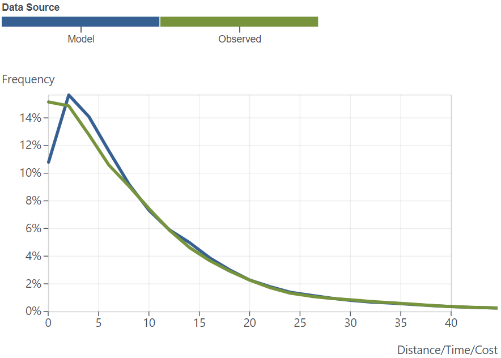 Data Source
Model Observed
Frequency
14%
12%
10%
8%
6%
4%
2%
0%
0 5 10 15 20 25 30 35 40
Distance/Time/Cost